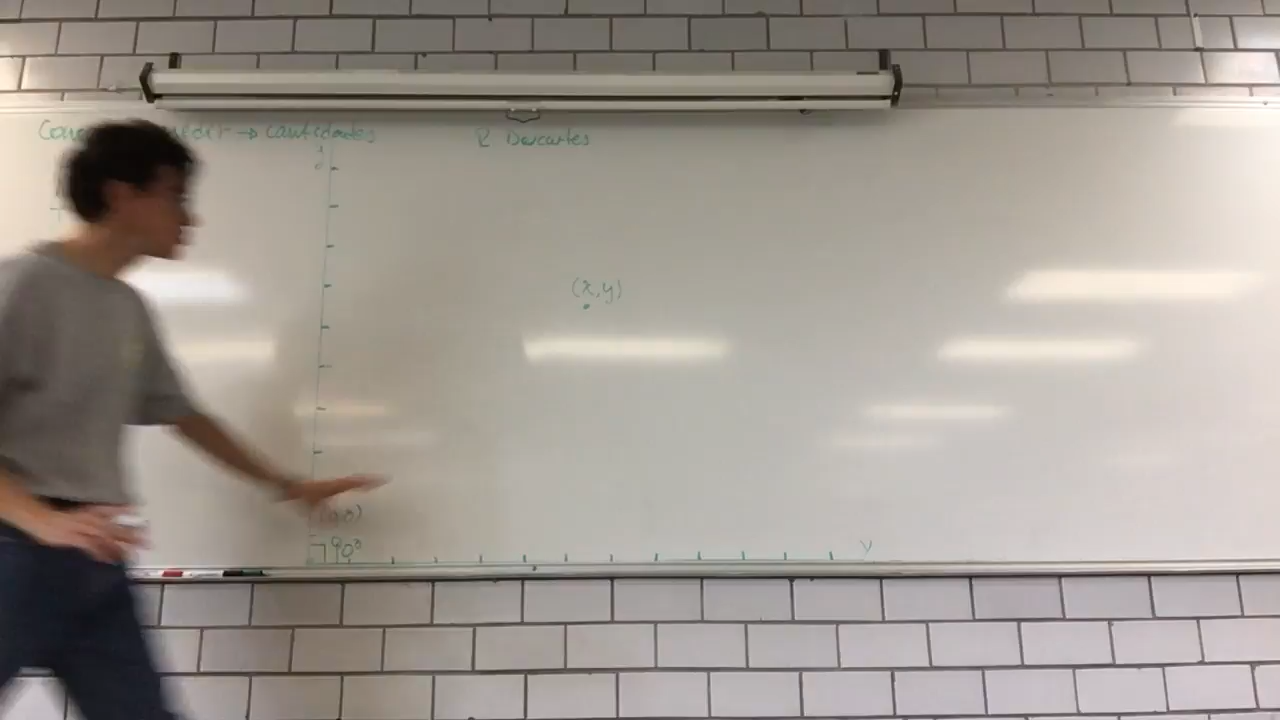 → cantidades
R Descartes
y
(x,y)
(0,0)
90°